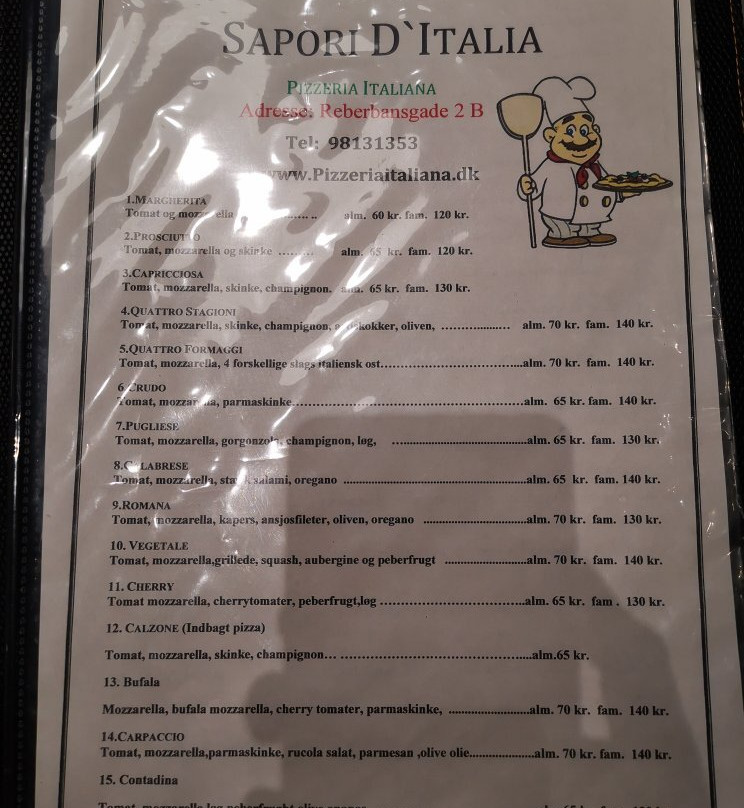 SAPORI D`ITALIA
PIZZERIA ITALIANA
Adresse: Reberbansgade 2 B
Tel: 98131353
www.Pizzeriaitaliana.dk
1.MARGHERITA
Tomat og mozzarella ........... alm. 60 kr. fam. 120 kr.
2.PROSCIUTTO
Tomat, mozzarella og skinke ......... alm. 65 kr. fam. 120 kr.
3.CAPRICCIOSA
Tomat, mozzarella, skinke, champignon. alm. 65 kr. fam. 130 kr.
4.QUATTRO STAGIONI
Tomat, mozzarella, skinke, champignon, oliven, .................. alm. 70 kr. fam. 140 kr.
5.QUATTRO FORMAGGI
Tomat, mozzarella, 4 forskellige slags italiensk ost.....................................alm. 70 kr. fam. 140 kr.
6 CRUDO
Tomat, mozzarella, parmaskinke............................................................alm. 65 kr. fam. 140 kr.
7.PUGLIESE
Tomat, mozzarella, gorgonzola, champignon, løg, ...................................alm. 65 kr. fam. 130 kr.
8.CALABRESE
Tomat, mozzarella, stærk salami, oregano ................................................alm. 65 kr. fam. 140 kr.
9.ROMANA
Tomat, mozzarella, kapers, ansjosfileter, oliven, oregano ...........................alm. 70 kr. fam. 130 kr.
10. VEGETALE
Tomat, mozzarella,grillede, squash, aubergine og peberfrugt .....................alm. 70 kr. fam. 140 kr.
11. CHERRY
Tomat mozzarella, cherrytomater, peberfrugt,løg ......................................alm. 65 kr. fam . 130 kr.
12. CALZONE (Indbagt pizza)
Tomat, mozzarella, skinke, champignon... ..................................................alm.65 kr.
13. Bufala
Mozzarella, bufala mozzarella, cherry tomater, parmaskinke, .....................alm. 70 kr. fam. 140 kr.
14.CARPACCIO
Tomat, mozzarella,parmaskinke, rucola salat, parmesan ,olive olie.................alm. 70 kr. fam. 140 kr.
15. Contadina